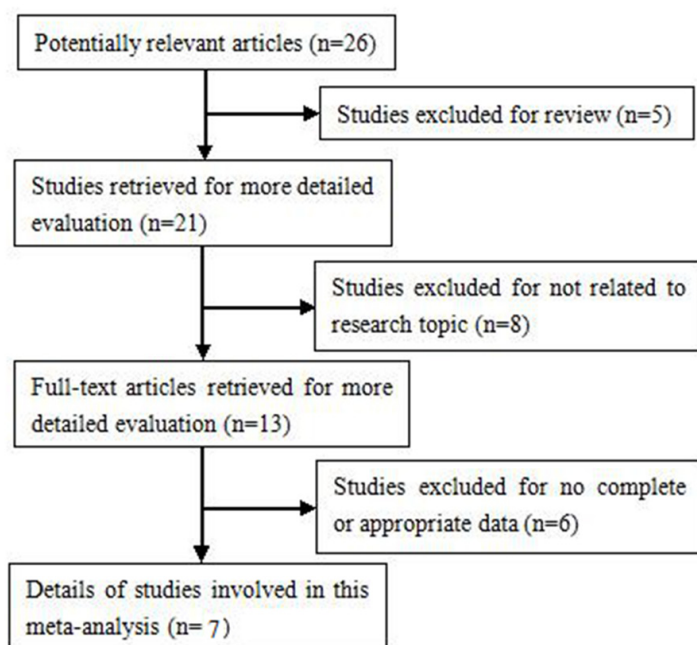 Potentially relevant articles (n=26)
Studies excluded for review (n=5)
Studies retrieved for more detailed
evaluation (n=21)
Studies excluded for not related to
research topic (n=8)
Full-text articles retrieved for more
detailed evaluation (n=13)
Studies excluded for no complete
or appropriate data (n=6)
Details of studies involved in this
meta-analysis (n= 7)